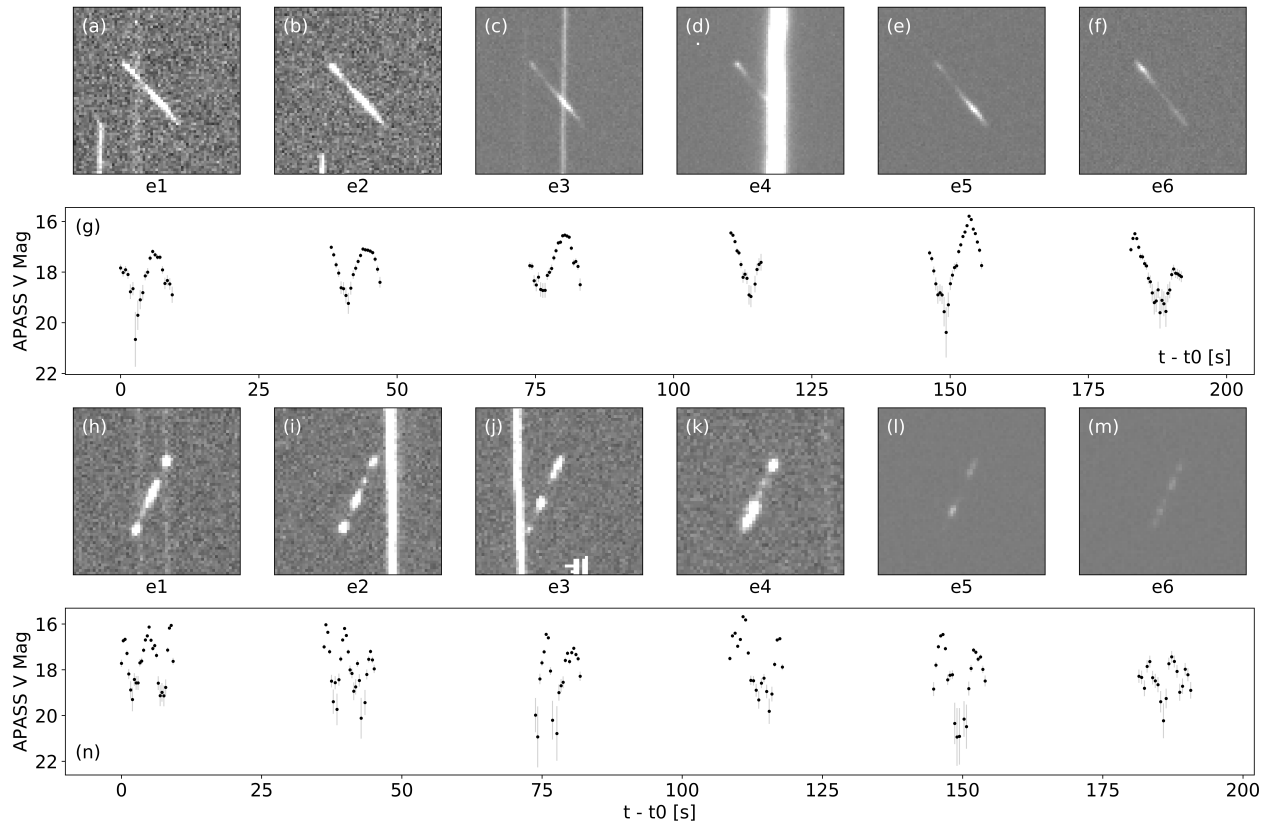 (a) (b) (c) (d) (e) (f)
e1 e2 e3 e4 e5 e6
(g)
APASS V Mag
16
18
20
22
t - t0 [s]
0 25 50 75 100 125 150 175 200
(h) (i) (j) (k) (l) (m)
e1 e2 e3 e4 e5 e6
APASS V Mag
16
18
20
22
(n)
0 25 50 75 100 125 150 175 200
t - t0 [s]